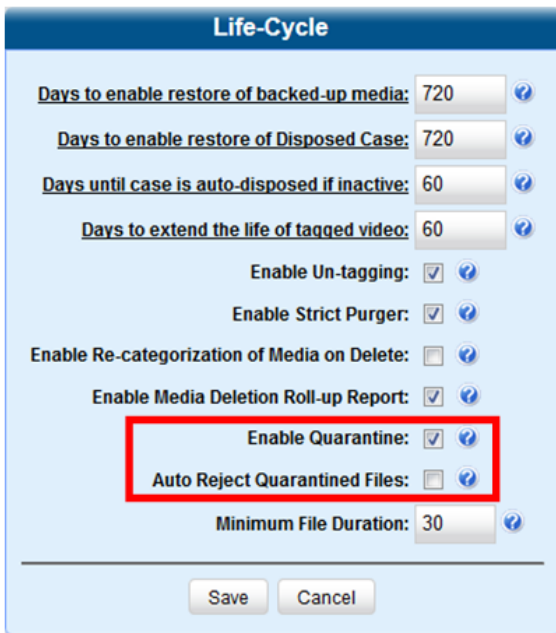 Life-Cycle
Days to enable restore of backed-up media: 720
Days to enable restore of Disposed Case: 720
Days until case is auto-disposed if inactive: 60
Days to extend the life of tagged video: 60
Enable Un-tagging:
Enable Strict Purger:
Enable Re-categorization of Media on Delete:
Enable Media Deletion Roll-up Report:
Enable Quarantine:
Auto Reject Quarantined Files:
Minimum File Duration: 30
Save Cancel